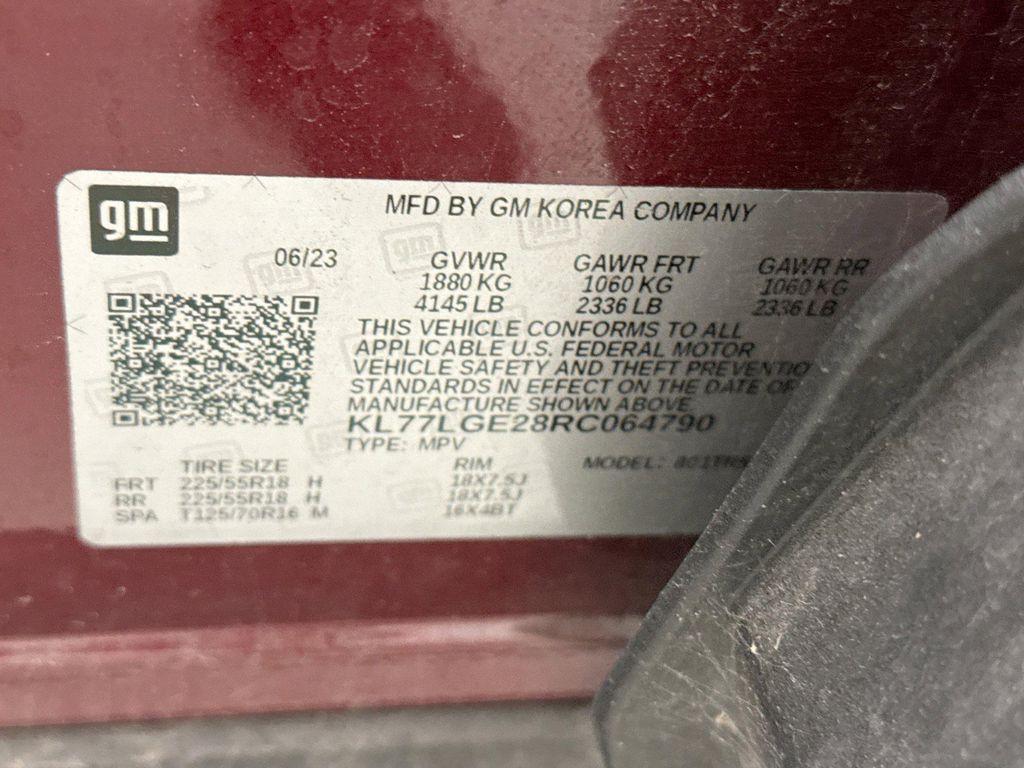 gm
MFD BY GM KOREA COMPANY
06/23 GVWR GAWR FRT GAWR RR
1880 KG 1060 KG 1060 KG
4145 LB 2336 LB 2336 LB
THIS VEHICLE CONFORMS TO ALL
APPLICABLE U.S. FEDERAL MOTOR
VEHICLE SAFETY AND THEFT PREVENTIO
STANDARDS IN EFFECT ON THE DATE OF
MANUFACTURE SHOWN ABOVE
KL77LGE28RC064790
TYPE: MPV
TIRE SIZE RIM MODEL:
FRT 225/55R18 H 18X7.5J
RR 225/55R18 H 18X7.5J
SPA T125/70R16 M 16X4BT